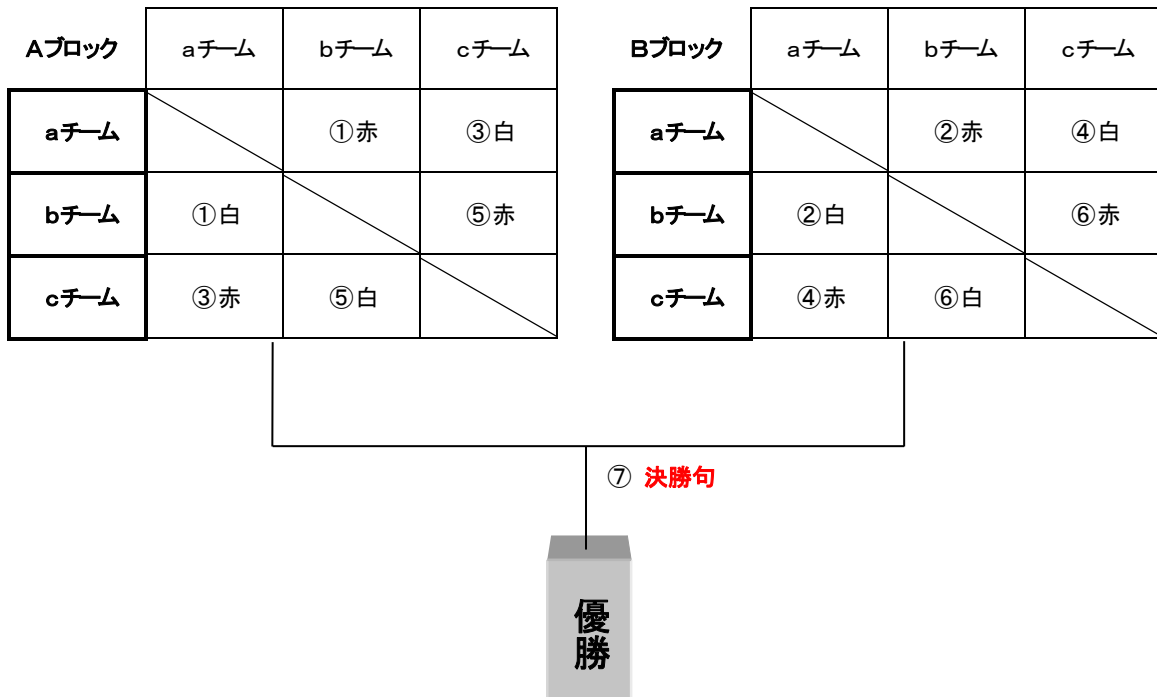 Aブロック aチーム bチーム cチーム
aチーム ①赤 ③白
bチーム ①白 ⑤赤
cチーム ③赤 ⑤白
Bブロック aチーム bチーム cチーム
aチーム ②赤 ④白
bチーム ②白 ⑥赤
cチーム ④赤 ⑥白
⑦ 決勝句
優勝